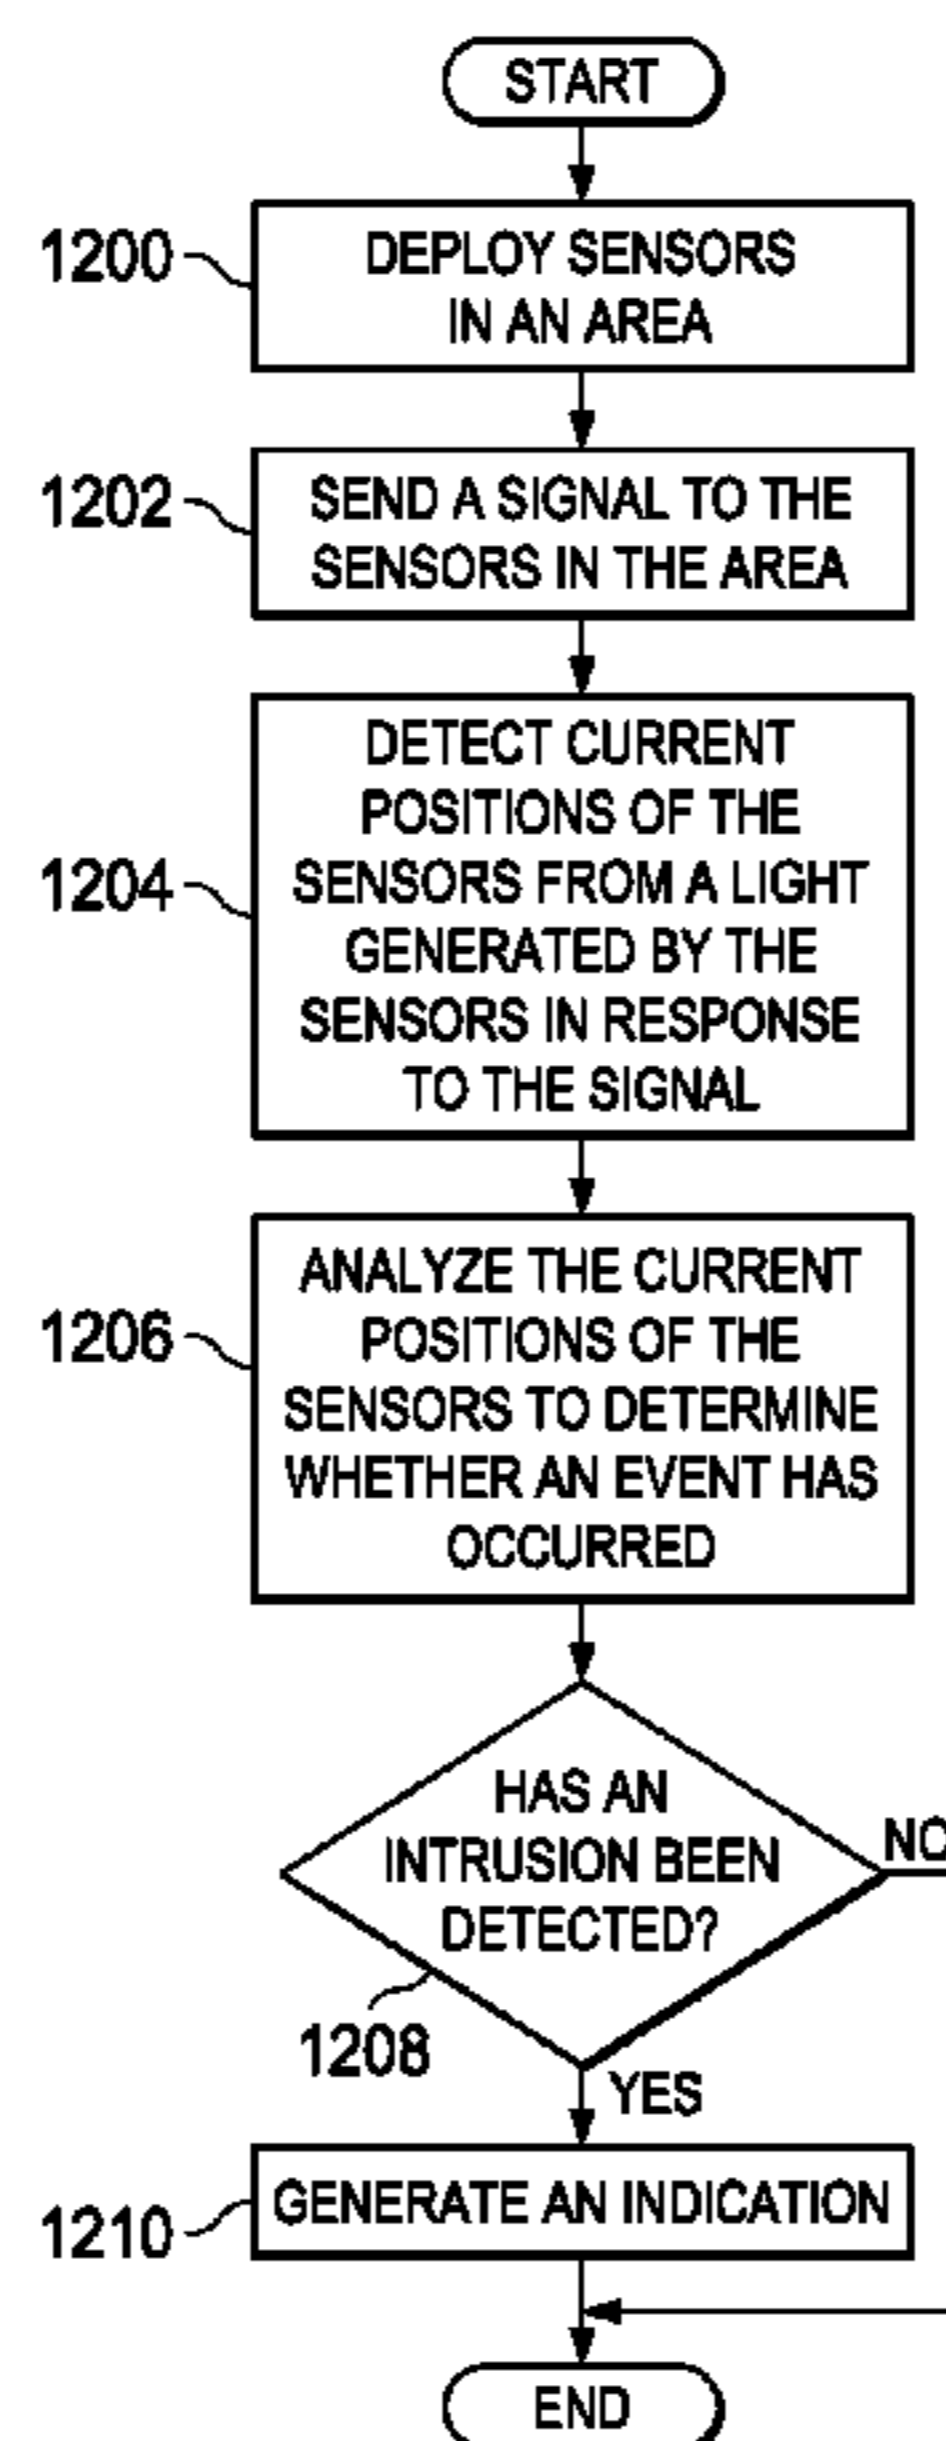 START
1200
DEPLOY SENSORS
IN AN AREA
1202
SEND A SIGNAL TO THE
SENSORS IN THE AREA
DETECT CURRENT
POSITIONS OF THE
1204
SENSORS FROM A LIGHT
GENERATED BY THE
SENSORS IN RESPONSE
TO THE SIGNAL
ANALYZE THE CURRENT
1206
POSITIONS OF THE
SENSORS TO DETERMINE
WHETHER AN EVENT HAS
OCCURRED
HAS AN
INTRUSION BEEN
DETECTED?
NO
1208
YES
1210
GENERATE AN INDICATION
END